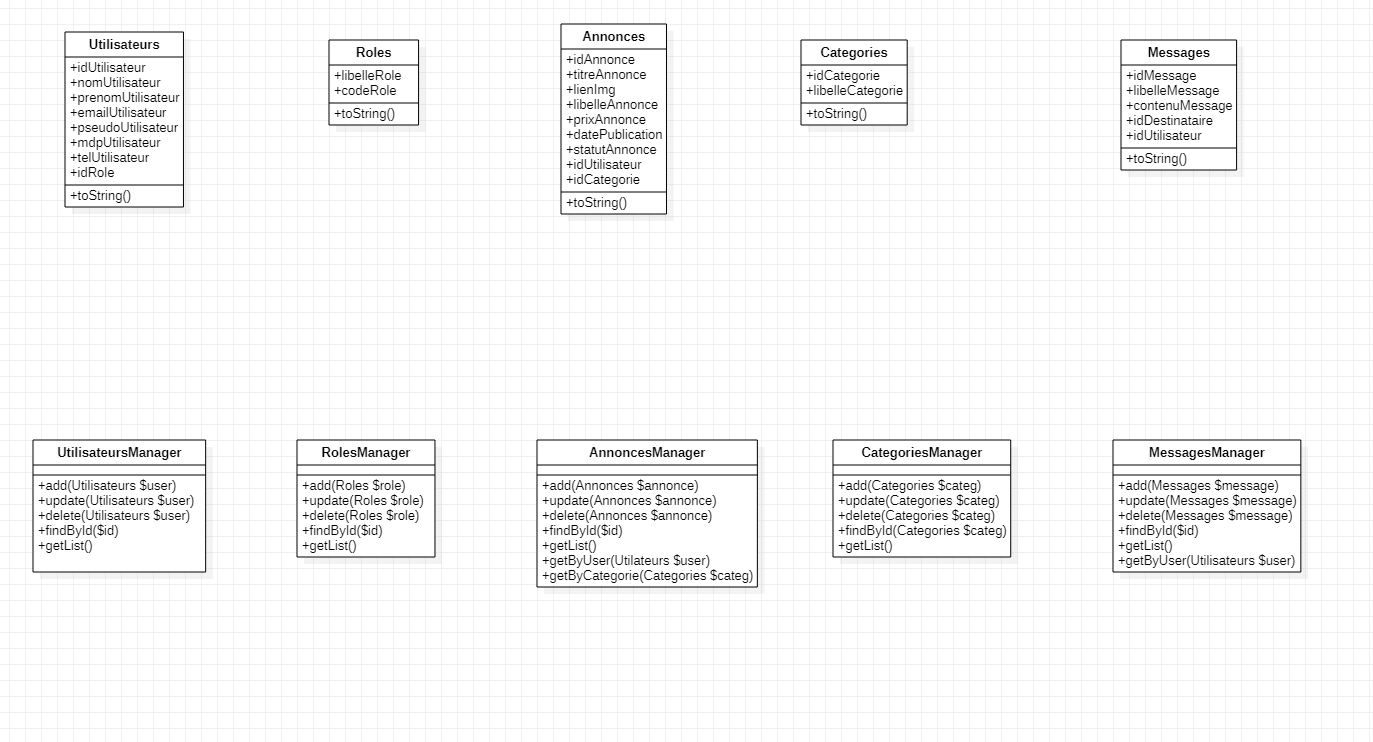 Utilisateurs
+idUtilisateur
+nomUtilisateur
+prenomUtilisateur
+emailUtilisateur
+pseudoUtilisateur
+mdpUtilisateur
+telUtilisateur
+idRole
+toString()
Roles
+libelleRole
+codeRole
+toString()
Annonces
+idAnnonce
+titreAnnonce
+lienImg
+libelleAnnonce
+prixAnnonce
+datePublication
+statutAnnonce
+idUtilisateur
+idCategorie
+toString()
Categories
+idCategorie
+libelleCategorie
+toString()
Messages
+idMessage
+libelleMessage
+contenuMessage
+idDestinataire
+idUtilisateur
+toString()
UtilisateursManager
+add(Utilisateurs $user)
+update(Utilisateurs $user)
+delete(Utilisateurs $user)
+findById($id)
+getList()
RolesManager
+add(Roles $role)
+update(Roles $role)
+delete(Roles $role)
+findById($id)
+getList()
AnnoncesManager
+add(Annonces $annonce)
+update(Annonces $annonce)
+delete(Annonces $annonce)
+findById($id)
+getList()
+getByUser(Utilateurs $user)
+getByCategorie(Categories $categ)
CategoriesManager
+add(Categories $categ)
+update(Categories $categ)
+delete(Categories $categ)
+findById(Categories $categ)
+getList()
MessagesManager
+add(Messages $message)
+update(Messages $message)
+delete(Messages $message)
+findById($id)
+getList()
+getByUser(Utilisateurs $user)